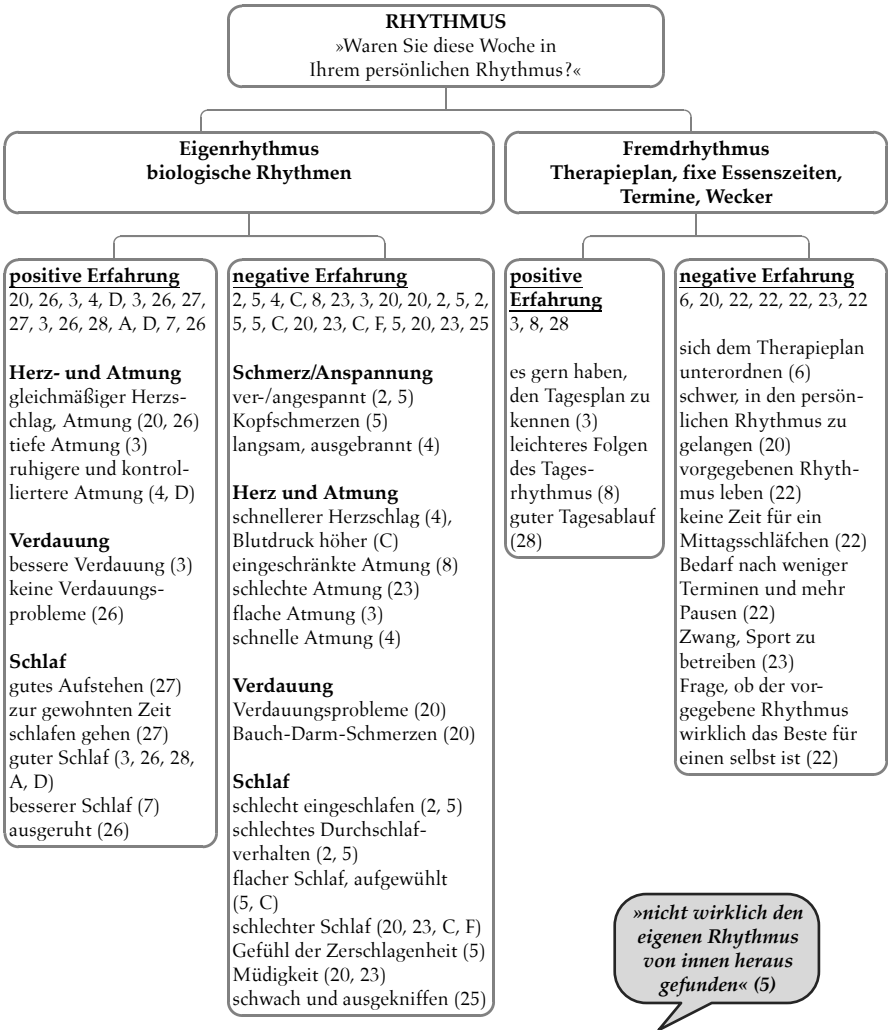 RHYTHMUS
»Waren Sie diese Woche in
Ihrem persönlichen Rhythmus?«
Eigenrhythmus
biologische Rhythmen
Fremdrhythmus
Therapieplan, fixe Essenszeiten,
Termine, Wecker
positive Erfahrung
20, 26, 3, 4, D, 3, 26, 27,
27, 3, 26, 28, A, D, 7, 26
Herz- und Atmung
gleichmäßiger Herzs-
chlag, Atmung (20, 26)
tiefe Atmung (3)
ruhigere und kontrol-
liertere Atmung (4, D)
Verdauung
bessere Verdauung (3)
keine Verdauungs-
probleme (26)
Schlaf
gutes Aufstehen (27)
zur gewohnten Zeit
schlafen gehen (27)
guter Schlaf (3, 26, 28,
A, D)
besserer Schlaf (7)
ausgeruht (26)
negative Erfahrung
2, 5, 4, C, 8, 23, 3, 20, 20, 2, 5, 2,
5, 5, C, 20, 23, C, F, 5, 20, 23, 25
Schmerz/Anspannung
ver-/angespannt (2, 5)
Kopfschmerzen (5)
langsam, ausgebrannt (4)
Herz und Atmung
schnellerer Herzschlag (4),
Blutdruck höher (C)
eingeschränkte Atmung (8)
schlechte Atmung (23)
flache Atmung (3)
schnelle Atmung (4)
Verdauung
Verdauungsprobleme (20)
Bauch-Darm-Schmerzen (20)
Schlaf
schlecht eingeschlafen (2, 5)
schlechtes Durchschlaf-
verhalten (2, 5)
flacher Schlaf, aufgewühlt
(5, C)
schlechter Schlaf (20, 23, C, F)
Gefühl der Zerschlagenheit (5)
Müdigkeit (20, 23)
schwach und ausgekniffen (25)
positive
Erfahrung
3, 8, 28
es gern haben,
den Tagesplan zu
kennen (3)
leichteres Folgen
des Tages-
rhythmus (8)
guter Tagesablauf
(28)
negative Erfahrung
6, 20, 22, 22, 22, 23, 22
sich dem Therapieplan
unterordnen (6)
schwer, in den persön-
lichen Rhythmus zu
gelangen (20)
vorgegebenen Rhyth-
mus leben (22)
keine Zeit für ein
Mittagsschläfchen (22)
Bedarf nach weniger
Terminen und mehr
Pausen (22)
Zwang, Sport zu
betreiben (23)
Frage, ob der vor-
gegebene Rhythmus
wirklich das Beste für
einen selbst ist (22)
»nicht wirklich den
eigenen Rhythmus
von innen heraus
gefunden« (5)